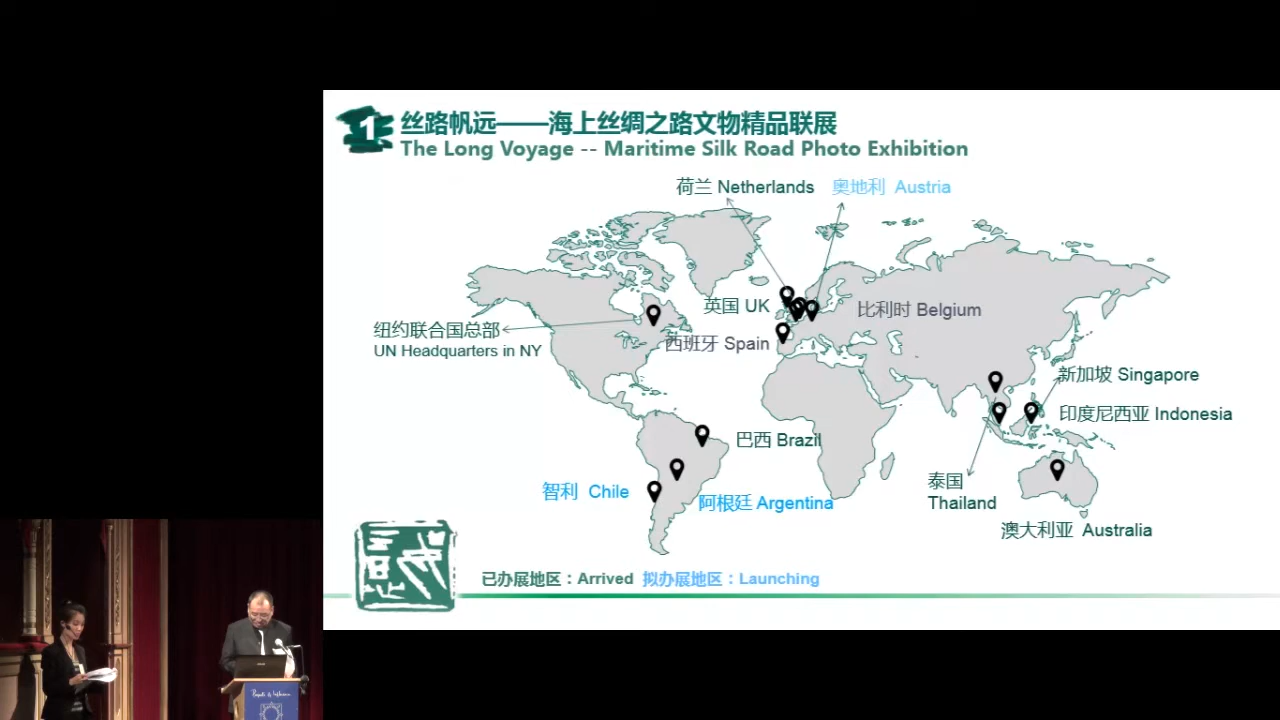 1
丝路帆远——海上丝绸之路文物精品联展
The Long Voyage -- Maritime Silk Road Photo Exhibition
荷兰 Netherlands
奥地利 Austria
英国 UK
比利时 Belgium
纽约联合国总部
UN Headquarters in NY
西班牙 Spain
新加坡 Singapore
印度尼西亚 Indonesia
巴西 Brazil
泰国
Thailand
智利 Chile
阿根廷 Argentina
澳大利亚 Australia
已办展地区：Arrived 拟办展地区：Launching